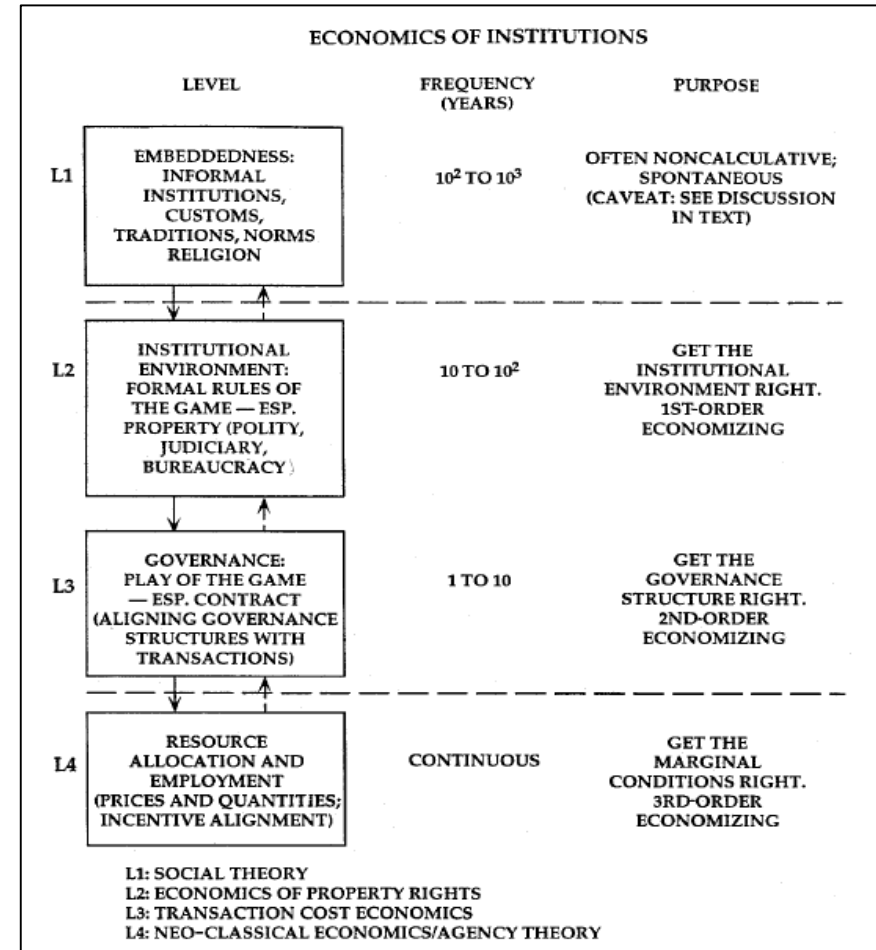 ECONOMICS OF INSTITUTIONS
LEVEL
FREQUENCY
(YEARS)
PURPOSE
L1
EMBEDDEDNESS:
INFORMAL
INSTITUTIONS,
CUSTOMS,
TRADITIONS, NORMS
RELIGION
10² TO 10³
OFTEN NONCALCULATIVE;
SPONTANEOUS
(CAVEAT: SEE DISCUSSION
IN TEXT)
L2
INSTITUTIONAL
ENVIRONMENT:
FORMAL RULES OF
THE GAME — ESP.
PROPERTY (POLITY,
JUDICIARY,
BUREAUCRACY)
10 TO 10²
GET THE
INSTITUTIONAL
ENVIRONMENT RIGHT.
1ST-ORDER
ECONOMIZING
L3
GOVERNANCE:
PLAY OF THE GAME
— ESP. CONTRACT
(ALIGNING GOVERNANCE
STRUCTURES WITH
TRANSACTIONS)
1 TO 10
GET THE
GOVERNANCE
STRUCTURE RIGHT.
2ND-ORDER
ECONOMIZING
L4
RESOURCE
ALLOCATION AND
EMPLOYMENT
(PRICES AND QUANTITIES;
INCENTIVE ALIGNMENT)
CONTINUOUS
GET THE
MARGINAL
CONDITIONS RIGHT.
3RD-ORDER
ECONOMIZING
L1: SOCIAL THEORY
L2: ECONOMICS OF PROPERTY RIGHTS
L3: TRANSACTION COST ECONOMICS
L4: NEO-CLASSICAL ECONOMICS/AGENCY THEORY